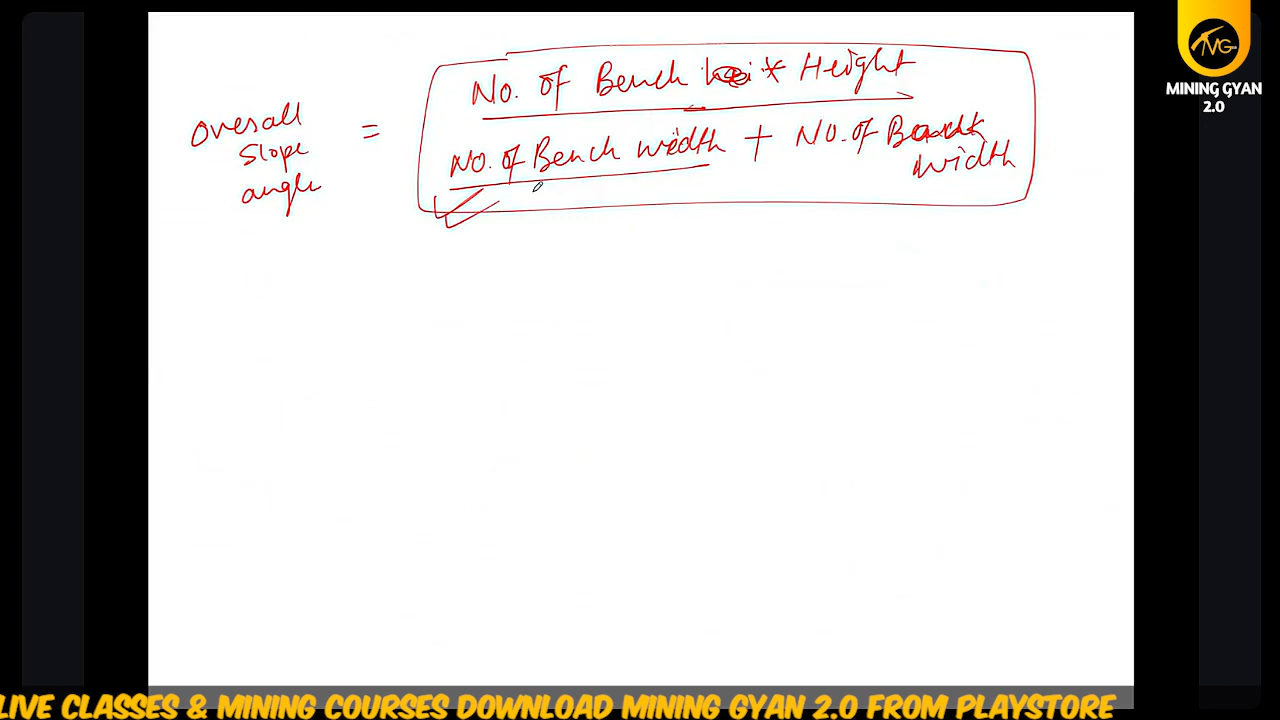 No. of Bench * Height
Overall
Slope
angle
=
No. of Bench width + No. of
width
MINING GYAN
2.0
LIVE CLASSES & MINING COURSES DOWNLOAD MINING GYAN 2.0 FROM PLAYSTORE